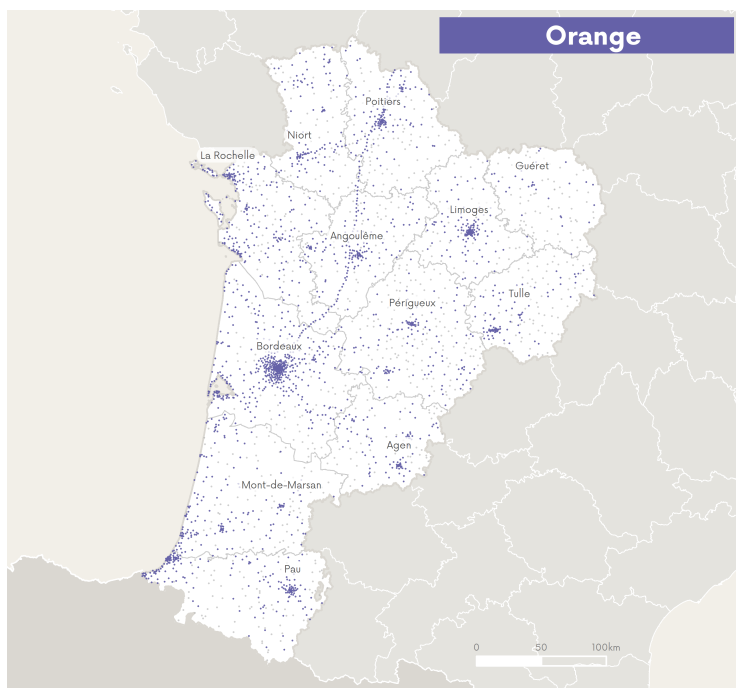 Orange
Poitiers
Niort
La Rochelle
Guéret
Limoges
Angoulême
Tulle
Périgueux
Bordeaux
Agen
Mont-de-Marsan
Pau
0 50 100km